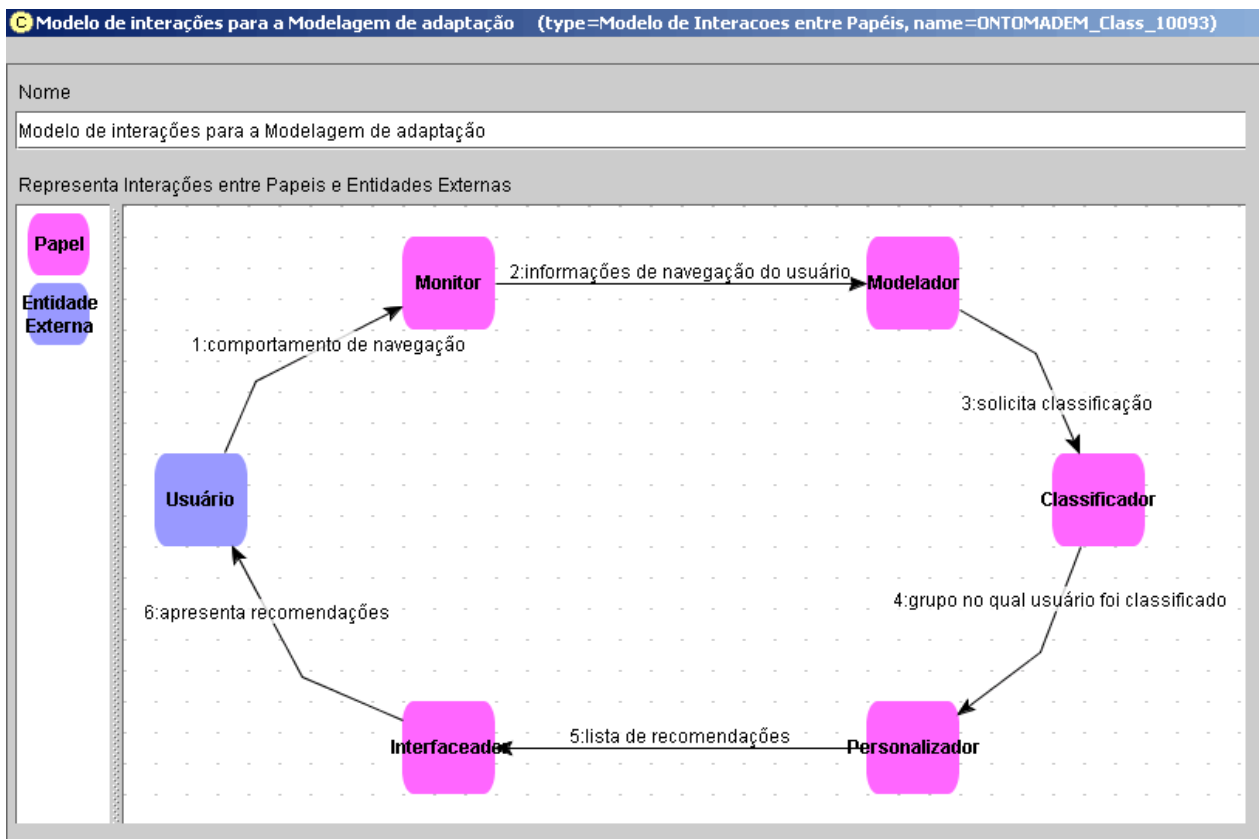 Modelo de interações para a Modelagem de adaptação (type=Modelo de Interacoes entre Papéis, name=ONTOMADEM_Class_10093)
Nome
Modelo de interações para a Modelagem de adaptação
Representa Interações entre Papeis e Entidades Externas
Papel
Entidade
Externa
Monitor
2:informações de navegação do usuário
Modelador
1:comportamento de navegação
3:solicita classificação
Usuário
Classificador
4:grupo no qual usuário foi classificado
6:apresenta recomendações
Interfaceador
5:lista de recomendações
Personalizador